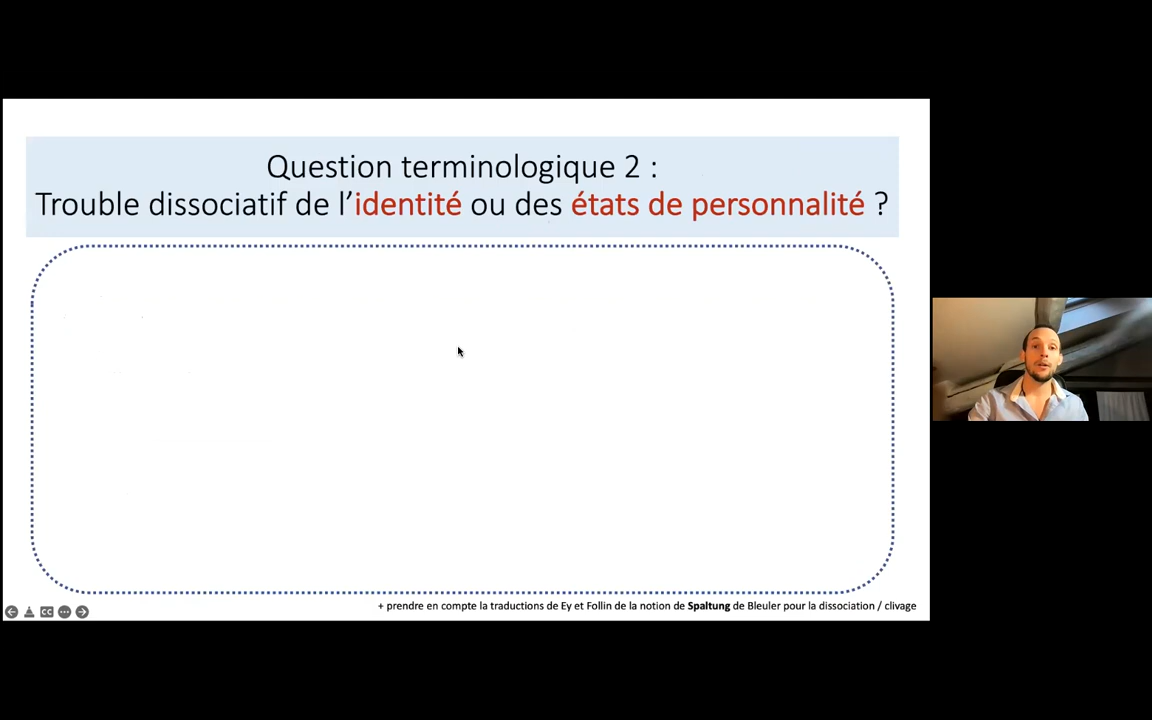 Question terminologique 2 :
Trouble dissociatif de l’identité ou des états de personnalité ?
+ prendre en compte la traductions de Ey et Follin de la notion de Spaltung de Bleuler pour la dissociation / clivage
CC